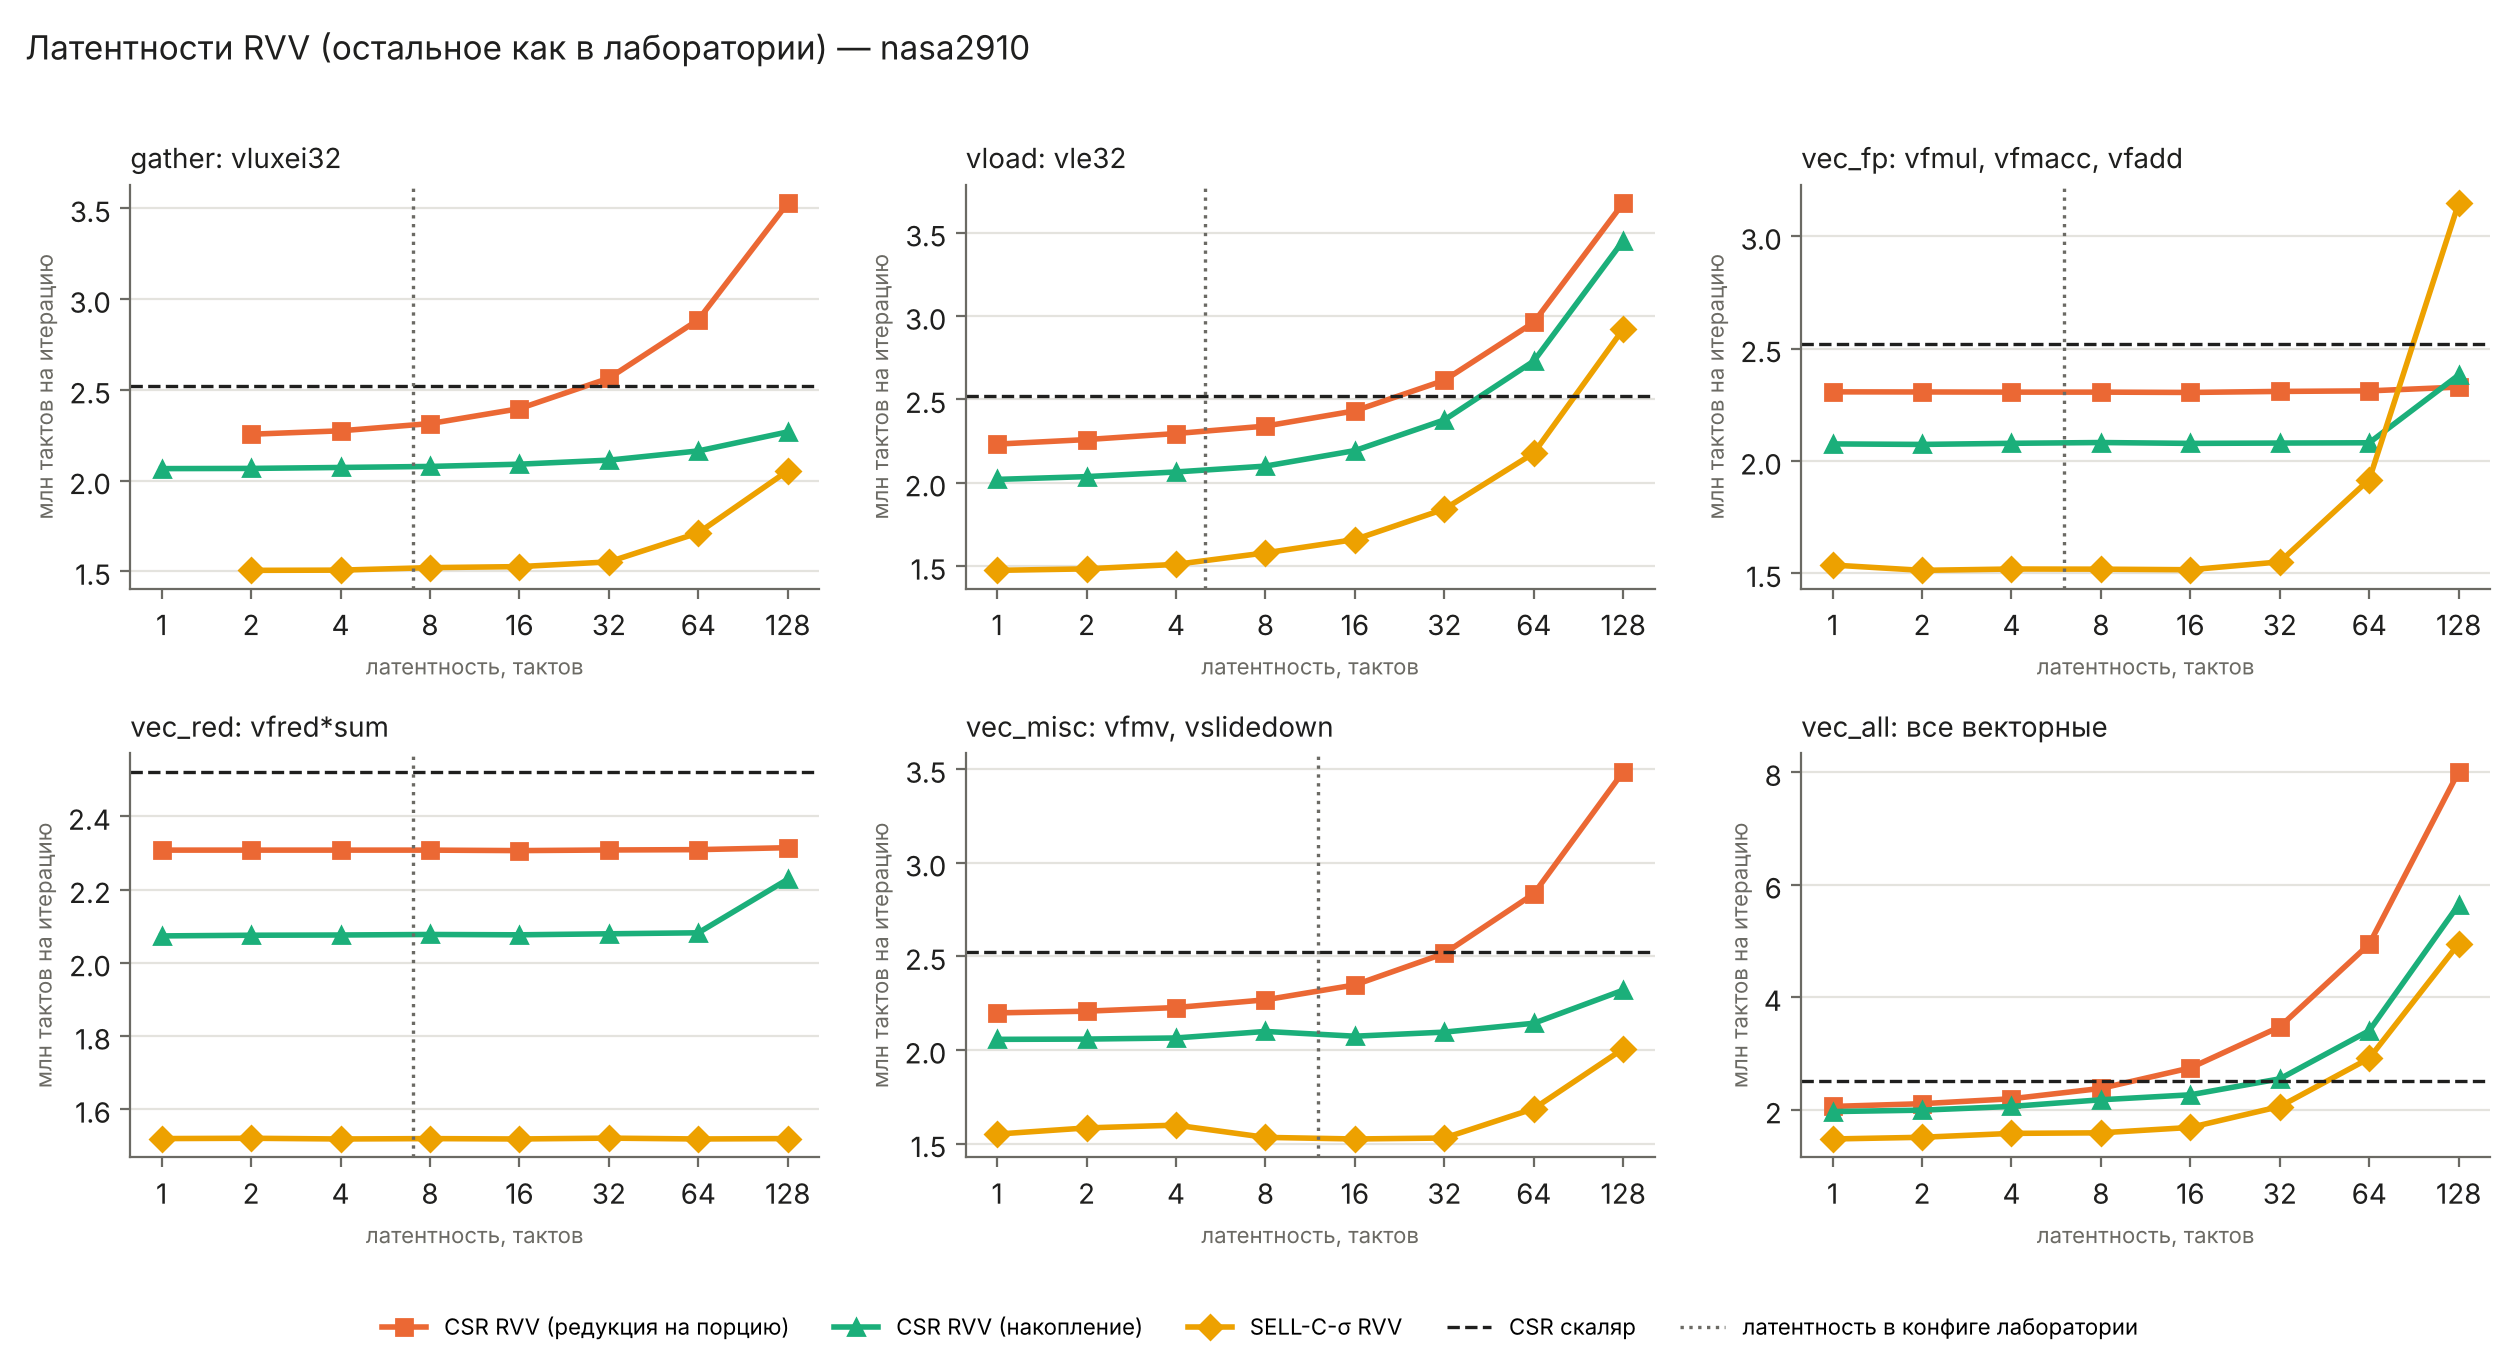 Латентности RVV (остальное как в лаборатории) — nasa2910
gather: vluxei32
млн тактов на итерацию
3.5
3.0
2.5
2.0
1.5
1 2 4 8 16 32 64 128
латентность, тактов
vload: vle32
млн тактов на итерацию
3.5
3.0
2.5
2.0
1.5
1 2 4 8 16 32 64 128
латентность, тактов
vec_fp: vfmul, vfmacc, vfadd
млн тактов на итерацию
3.0
2.5
2.0
1.5
1 2 4 8 16 32 64 128
латентность, тактов
vec_red: vfred*sum
млн тактов на итерацию
2.4
2.2
2.0
1.8
1.6
1 2 4 8 16 32 64 128
латентность, тактов
vec_misc: vfmv, vslidedown
млн тактов на итерацию
3.5
3.0
2.5
2.0
1.5
1 2 4 8 16 32 64 128
латентность, тактов
vec_all: все векторные
млн тактов на итерацию
8
6
4
2
1 2 4 8 16 32 64 128
латентность, тактов
CSR RVV (редукция на порцию) CSR RVV (накопление) SELL-C-σ RVV CSR скаляр латентность в конфиге лаборатории